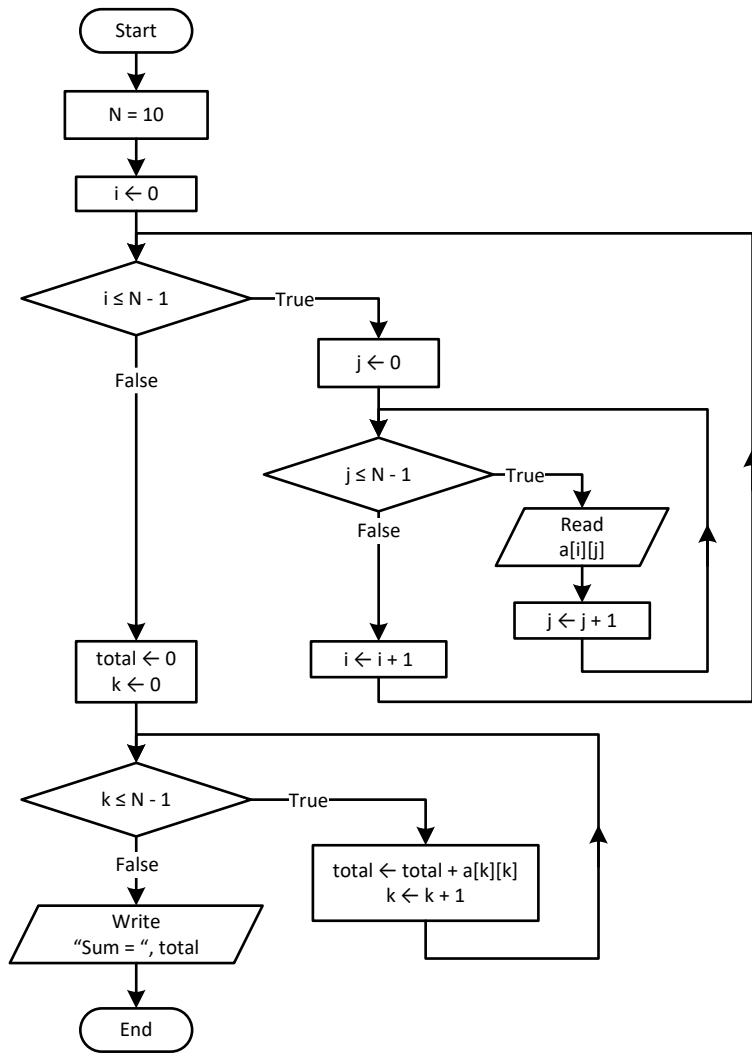 Start
N = 10
i ← 0
i ≤ N - 1
True
False
j ← 0
j ≤ N - 1
True
False
Read
a[i][j]
j ← j + 1
i ← i + 1
total ← 0
k ← 0
k ≤ N - 1
True
False
total ← total + a[k][k]
k ← k + 1
Write
“Sum = “, total
End